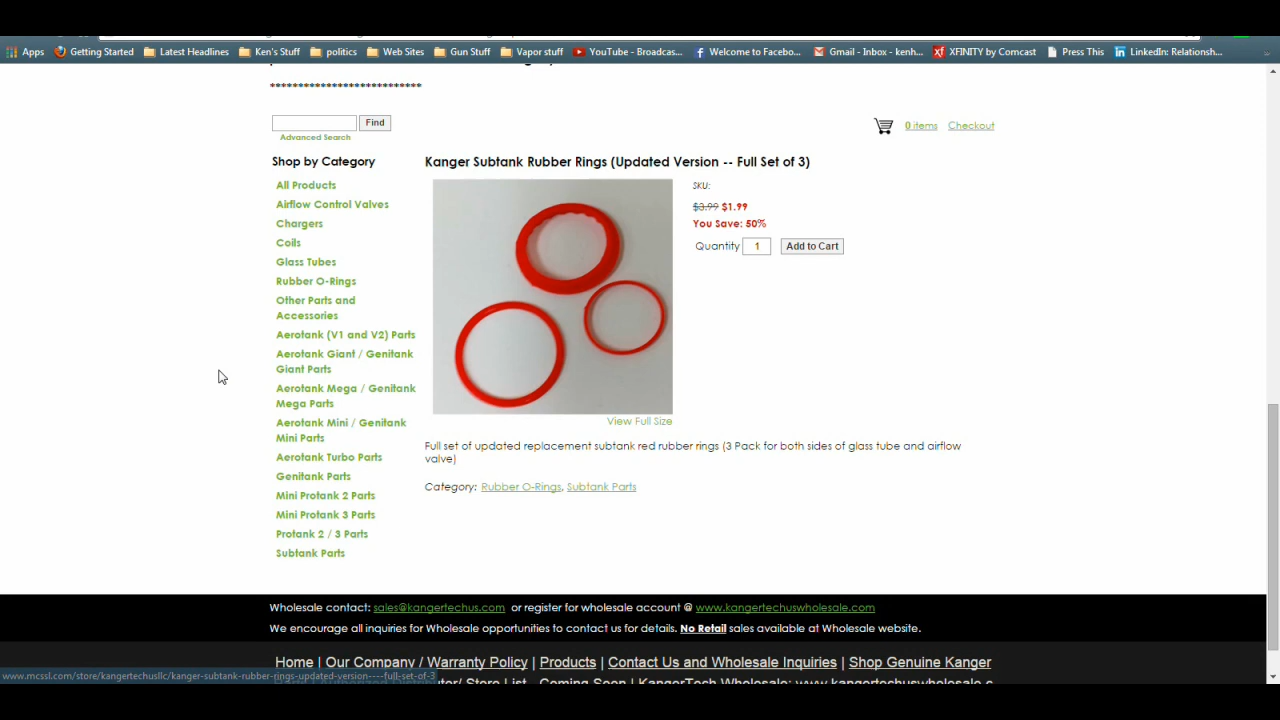 Apps Getting Started Latest Headlines Ken's Stuff politics Web Sites Gun Stuff Vapor stuff YouTube - Broadcas... Welcome to Facebo... Gmail - Inbox - kenh... XFINITY by Comcast Press This LinkedIn: Relationsh...
***************************
Find
Advanced Search
0 items Checkout
Shop by Category
All Products
Airflow Control Valves
Chargers
Coils
Glass Tubes
Rubber O-Rings
Other Parts and
Accessories
Aerotank (V1 and V2) Parts
Aerotank Giant / Genitank
Giant Parts
Aerotank Mega / Genitank
Mega Parts
Aerotank Mini / Genitank
Mini Parts
Aerotank Turbo Parts
Genitank Parts
Mini Protank 2 Parts
Mini Protank 3 Parts
Protank 2 / 3 Parts
Subtank Parts
Kanger Subtank Rubber Rings (Updated Version -- Full Set of 3)
SKU:
$3.99 $1.99
You Save: 50%
Quantity 1 Add to Cart
View Full Size
Full set of updated replacement subtank red rubber rings (3 Pack for both sides of glass tube and airflow
valve)
Category: Rubber O-Rings, Subtank Parts
Wholesale contact: sales@kangertechus.com or register for wholesale account @ www.kangertechuswholesale.com
We encourage all inquiries for Wholesale opportunities to contact us for details. No Retail sales available at Wholesale website.
Home | Our Company / Warranty Policy | Products | Contact Us and Wholesale Inquiries | Shop Genuine Kanger
www.mcssl.com/store/kangertechusllc/kanger-subtank-rubber-rings-updated-version----full-set-of-3